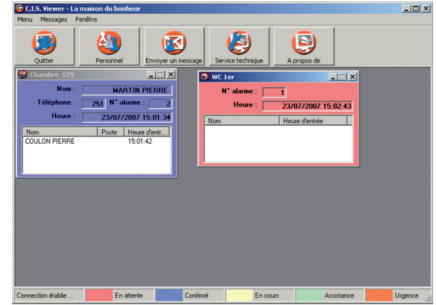 C.I.S. Viewer - La maison du bonheur
Menu Messages Fenêtre
Quitter Personnel Envoyer un message Service technique A propos de
Chambre 129
Nom : MARTIN PIERRE
Téléphone : 251 N° alarme : 2
Heure : 23/07/2007 15:01:34
Nom Poste Heure d'entr...
COULON PIERRE 15:01:42
WC 1er
N° alarme : 1
Heure : 23/07/2007 15:02:43
Nom Heure d'entrée
Connection établie ... En attente Confirmé En cours Assistance Urgence